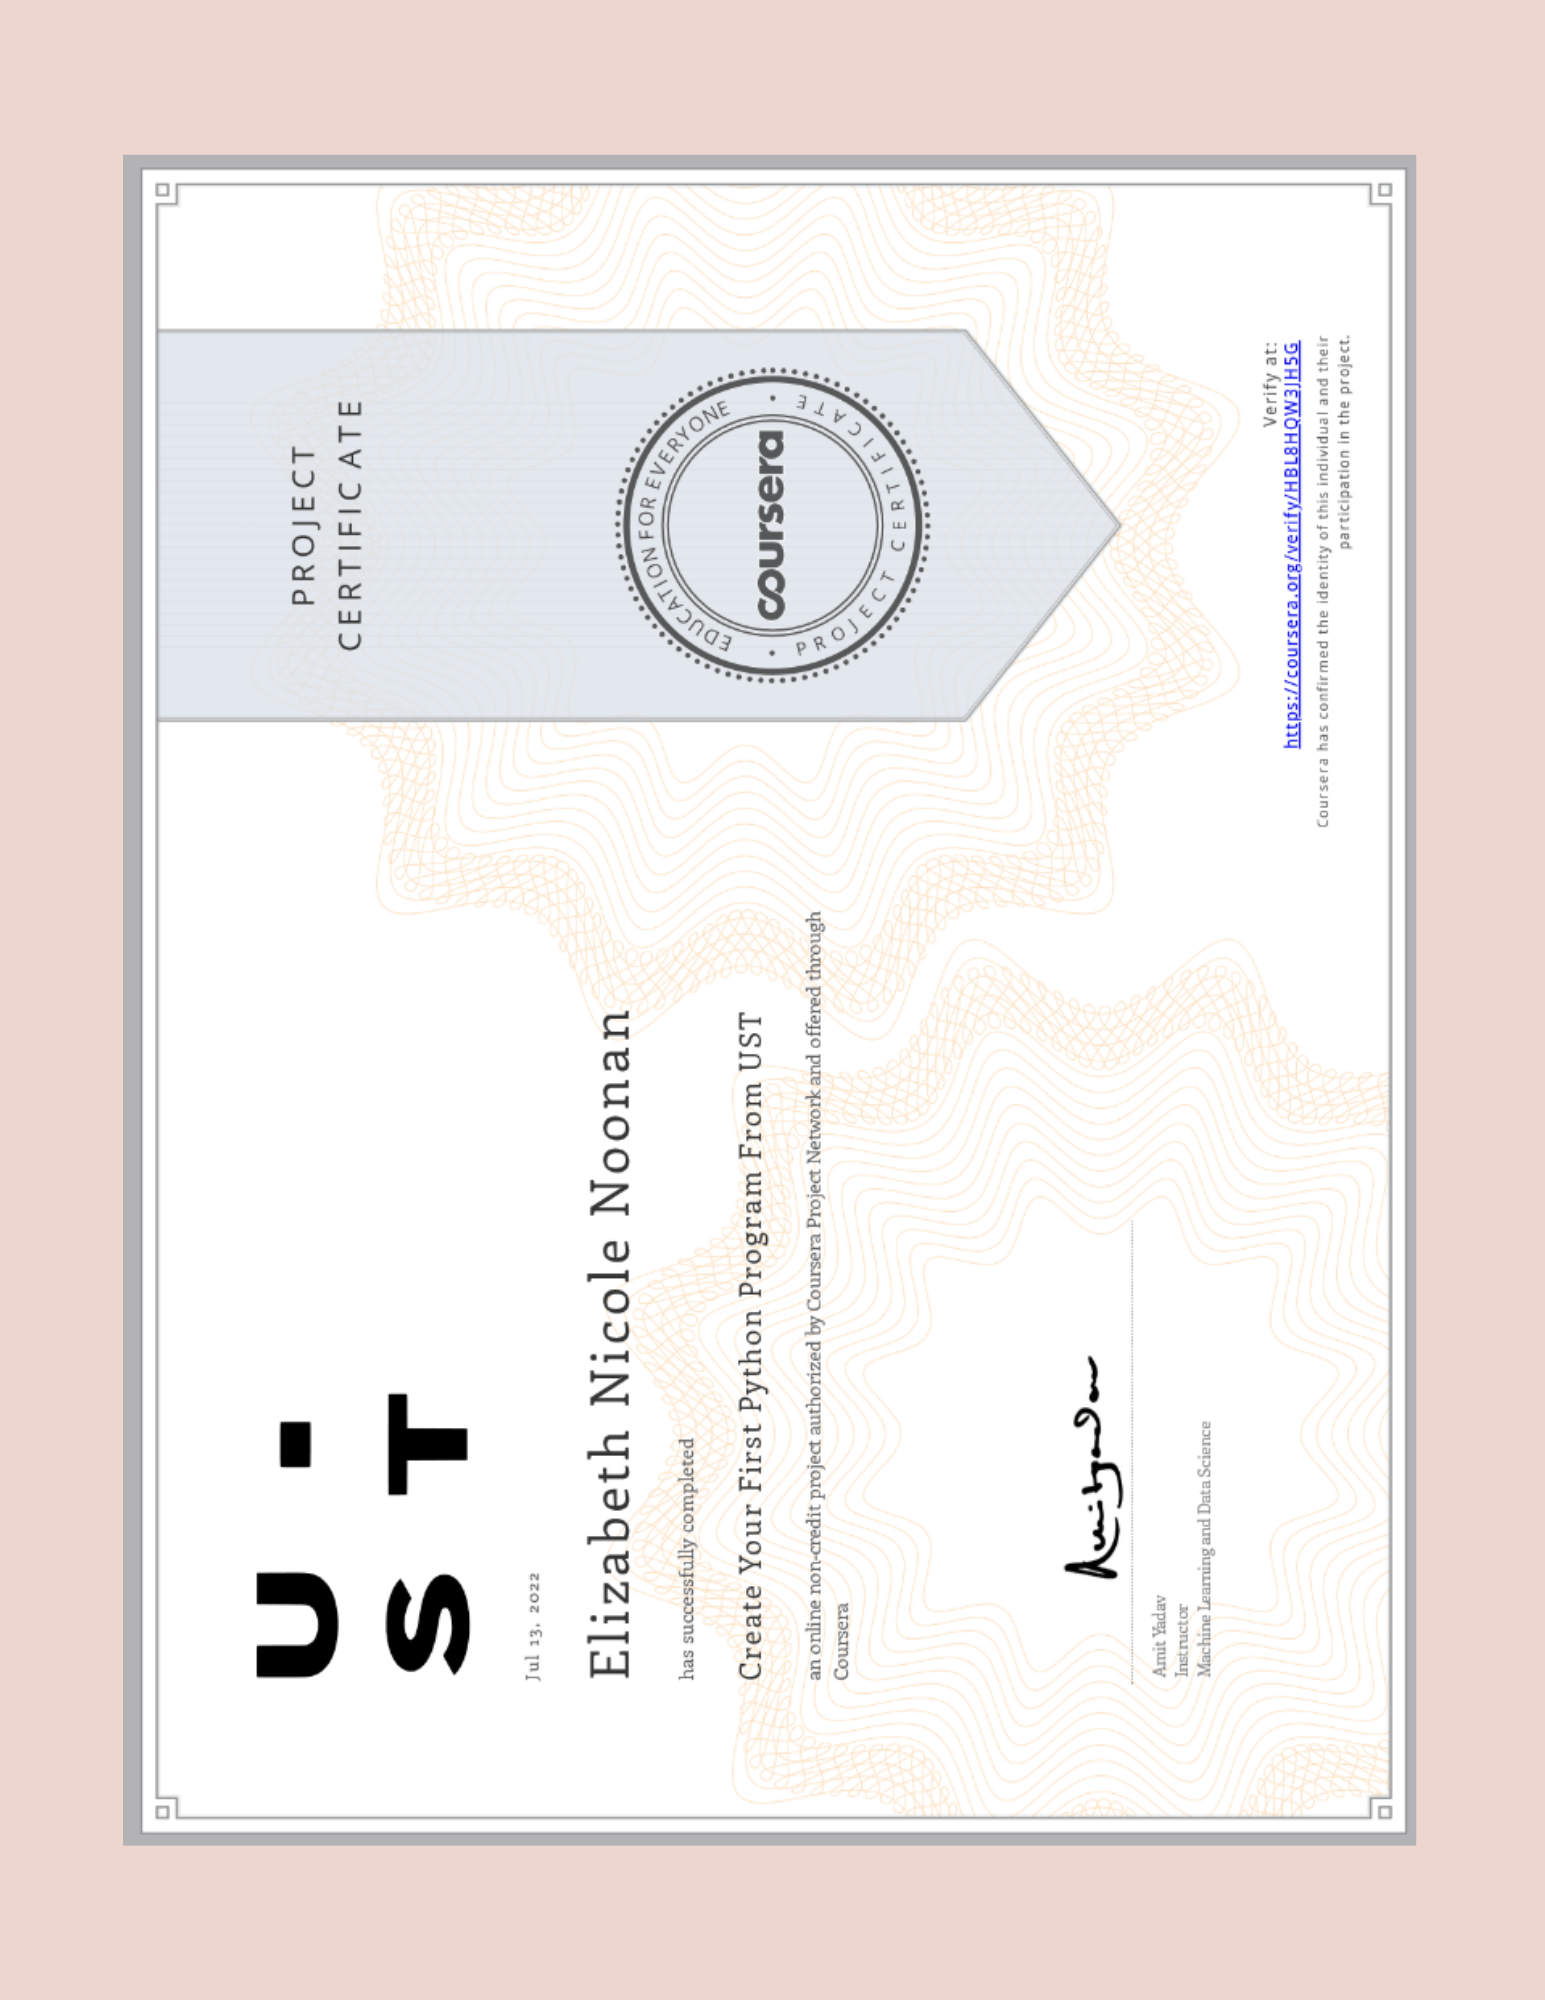 U .
S T
Jul 13, 2022
Elizabeth Nicole Noonan
has successfully completed
Create Your First Python Program From UST
an online non-credit project authorized by Coursera Project Network and offered through
Coursera
Amit Yadav
Instructor
Machine Learning and Data Science
PROJECT
CERTIFICATE
EDUCATION FOR EVERYONE
coursera
PROJECT CERTIFICATE
Verify at:
https://coursera.org/verify/HBL8HQW3JH5G
Coursera has confirmed the identity of this individual and their
participation in the project.